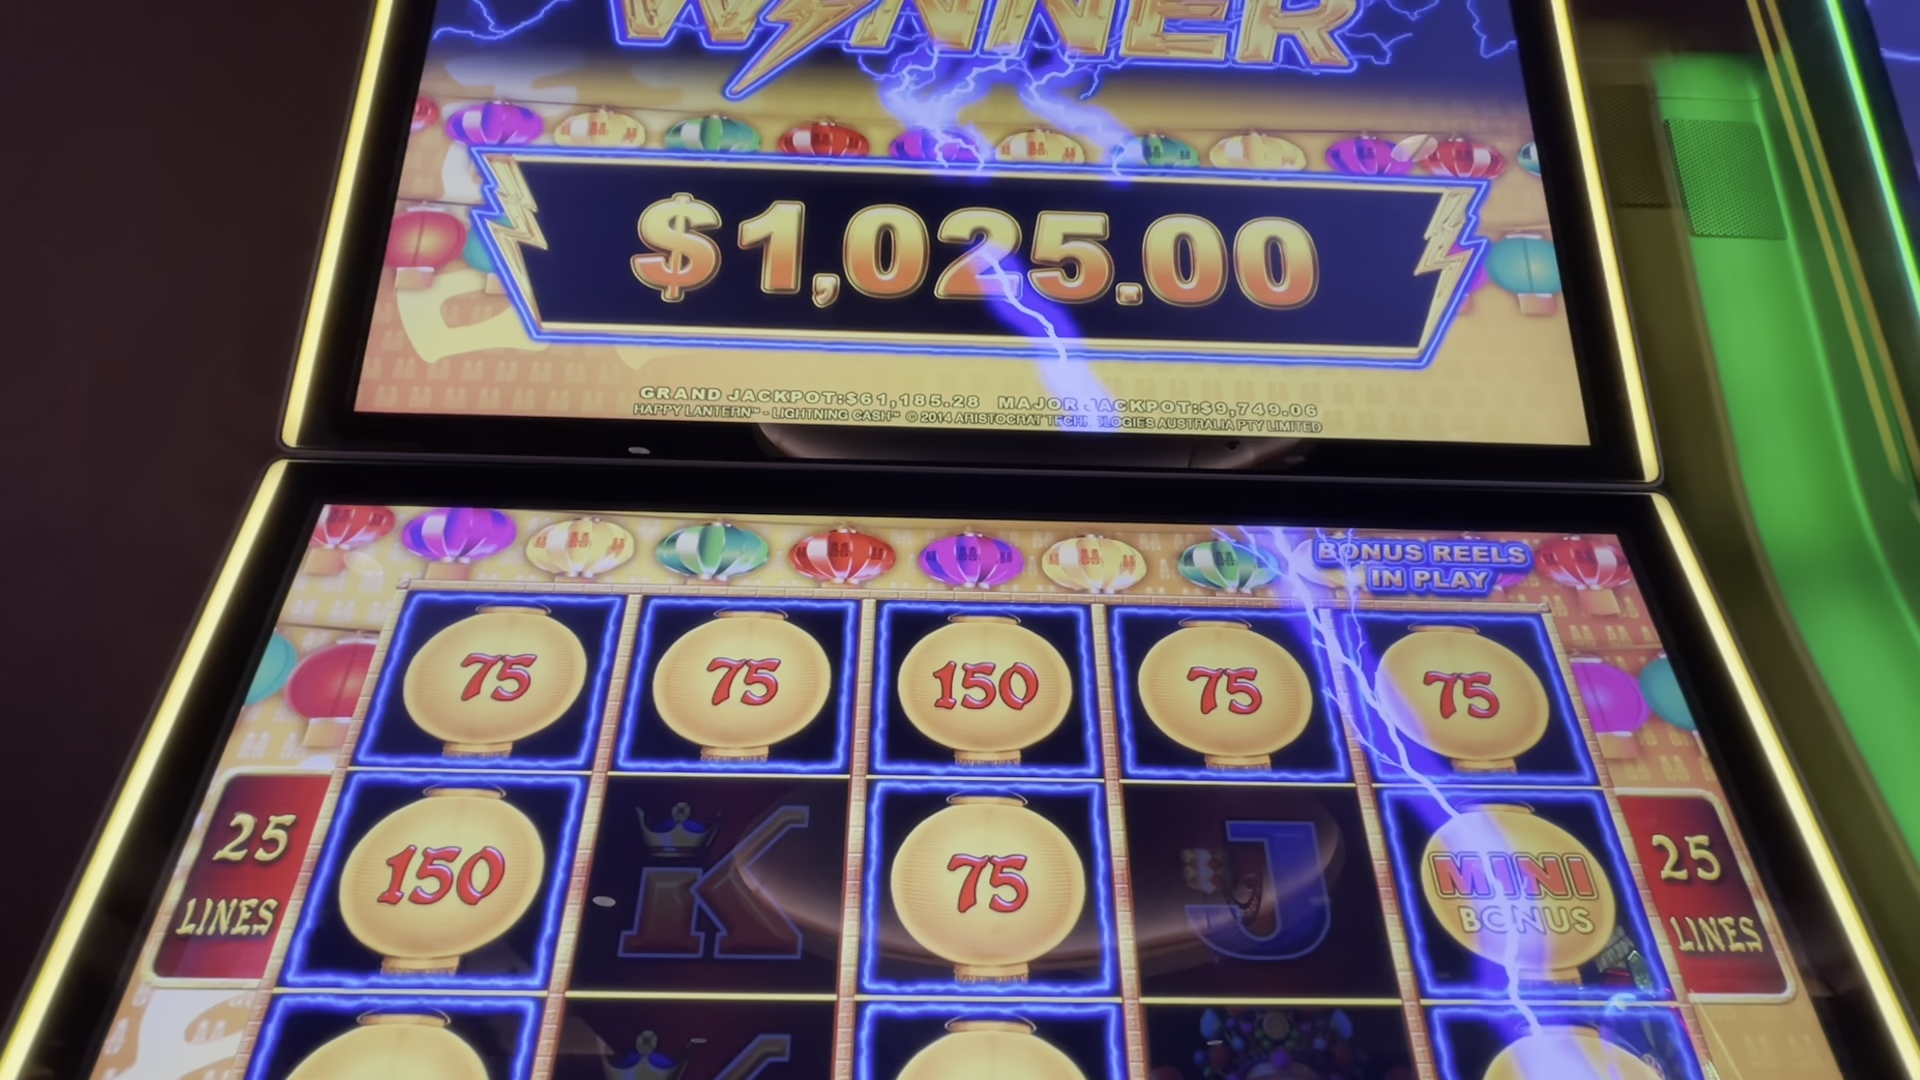 WINNER
$1,025.00
GRAND JACKPOT:$61,185.28 MAJOR JACKPOT:$9,749.06
HAPPY LANTERN™ - LIGHTNING CASH™ © 2014 ARISTOCRAT TECHNOLOGIES AUSTRALIA PTY LIMITED
BONUS REELS
IN PLAY
75 75 150 75 75
25
LINES
150 K 75 J MINI
BONUS
25
LINES
K